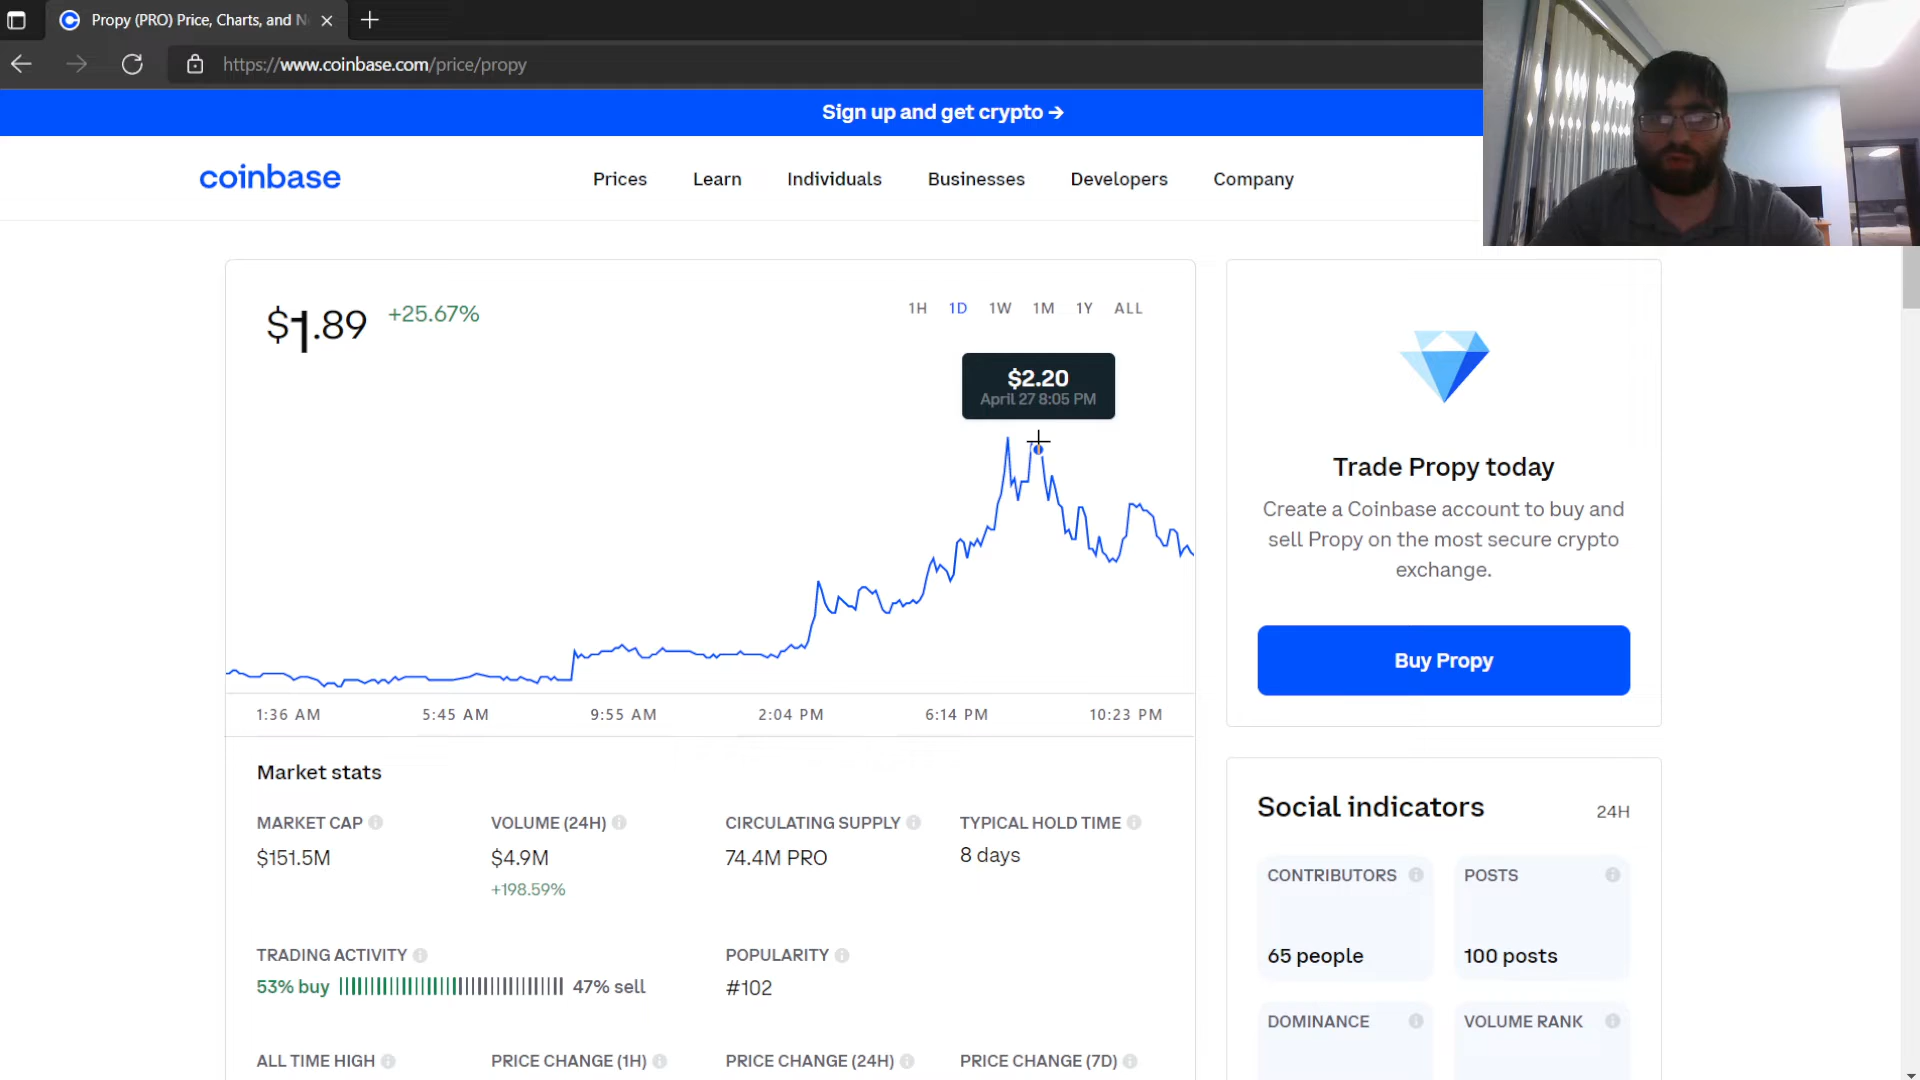 Propy (PRO) Price, Charts, and N
https://www.coinbase.com/price/propy
Sign up and get crypto →
coinbase
Prices
Learn
Individuals
Businesses
Developers
Company
$1.89
+25.67%
1H
1D
1W
1M
1Y
ALL
$2.20
April 27 8:05 PM
1:36 AM
5:45 AM
9:55 AM
2:04 PM
6:14 PM
10:23 PM
Trade Propy today
Create a Coinbase account to buy and
sell Propy on the most secure crypto
exchange.
Buy Propy
Market stats
MARKET CAP
$151.5M
VOLUME (24H)
$4.9M
+198.59%
CIRCULATING SUPPLY
74.4M PRO
TYPICAL HOLD TIME
8 days
TRADING ACTIVITY
53% buy
47% sell
POPULARITY
#102
ALL TIME HIGH
PRICE CHANGE (1H)
PRICE CHANGE (24H)
PRICE CHANGE (7D)
Social indicators
24H
CONTRIBUTORS
65 people
POSTS
100 posts
DOMINANCE
VOLUME RANK